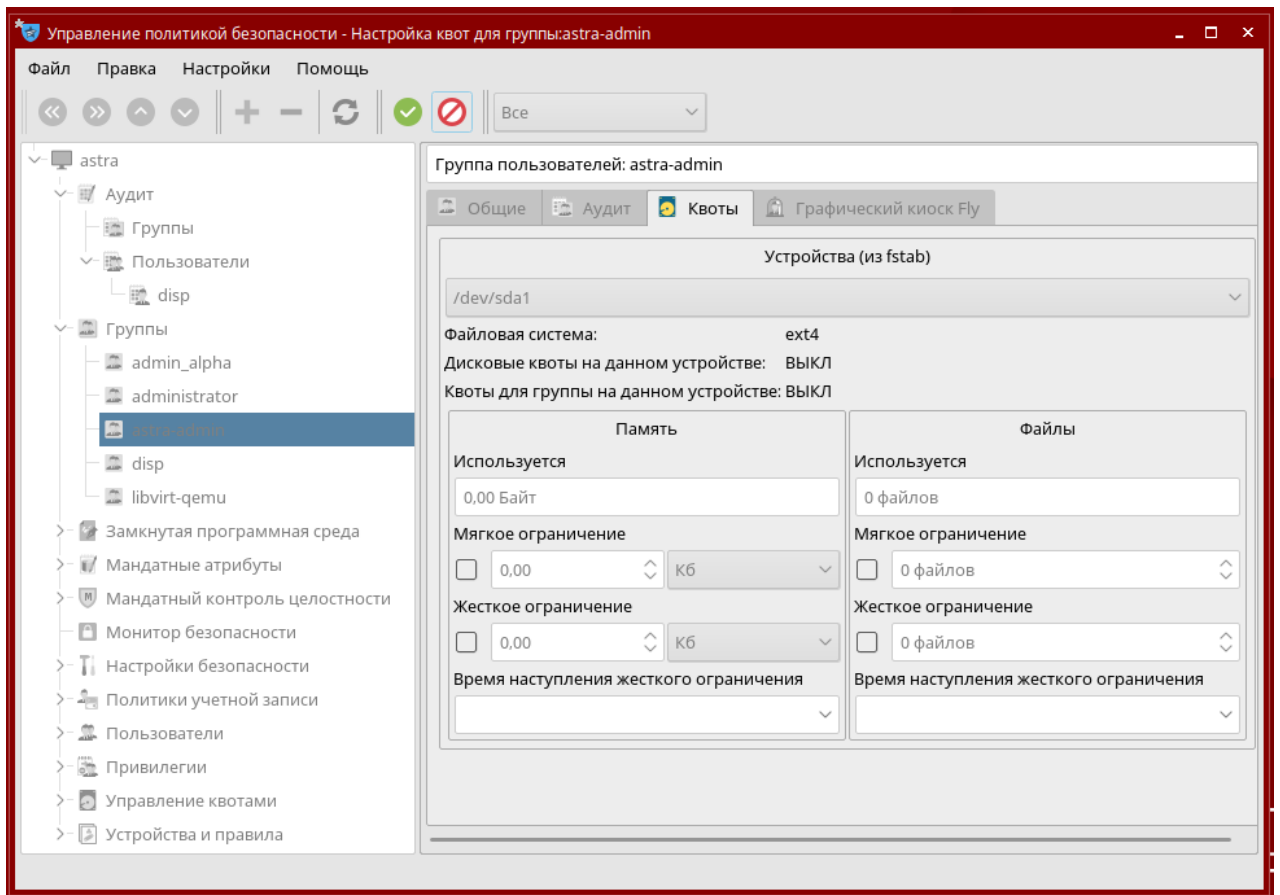 Управление политикой безопасности - Настройка квот для группы:astra-admin
Файл Правка Настройки Помощь
Все
astra
Аудит
Группы
Пользователи
disp
Группы
admin_alpha
administrator
astra-admin
disp
libvirt-qemu
Замкнутая программная среда
Мандатные атрибуты
Мандатный контроль целостности
Монитор безопасности
Настройки безопасности
Политики учетной записи
Пользователи
Привилегии
Управление квотами
Устройства и правила
Группа пользователей: astra-admin
Общие Аудит Квоты Графический киоск Fly
Устройства (из fstab)
/dev/sda1
Файловая система: ext4
Дисковые квоты на данном устройстве: ВЫКЛ
Квоты для группы на данном устройстве: ВЫКЛ
Память
Используется
0,00 Байт
Мягкое ограничение
0,00 Кб
Жесткое ограничение
0,00 Кб
Время наступления жесткого ограничения
Файлы
Используется
0 файлов
Мягкое ограничение
0 файлов
Жесткое ограничение
0 файлов
Время наступления жесткого ограничения